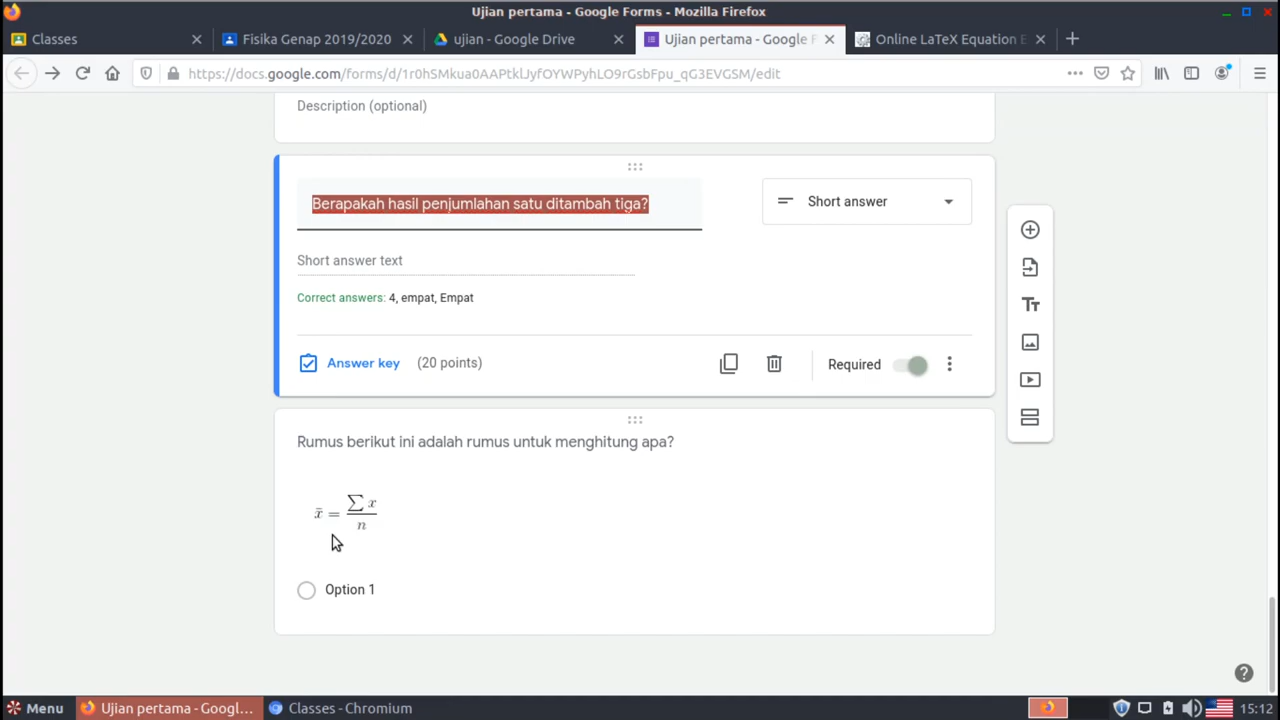 Ujian pertama - Google Forms - Mozilla Firefox
Classes
Fisika Genap 2019/2020
ujian - Google Drive
Ujian pertama - Google F
Online LaTeX Equation E
https://docs.google.com/forms/d/1r0hSMkua0AAPtklJyfOYWPyhLO9rGsbFpu_qG3EVGSM/edit
Description (optional)
Berapakah hasil penjumlahan satu ditambah tiga?
Short answer
Short answer text
Correct answers: 4, empat, Empat
Answer key (20 points)
Required
Rumus berikut ini adalah rumus untuk menghitung apa?
x̄ = ∑ x / n
Option 1
Menu
Ujian pertama - Googl...
Classes - Chromium
15:12